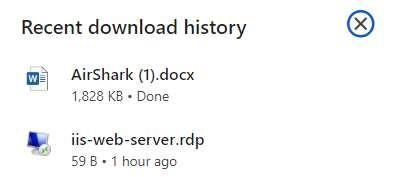 Recent download history
AirShark (1).docx
1,828 KB • Done
iis-web-server.rdp
59 B • 1 hour ago